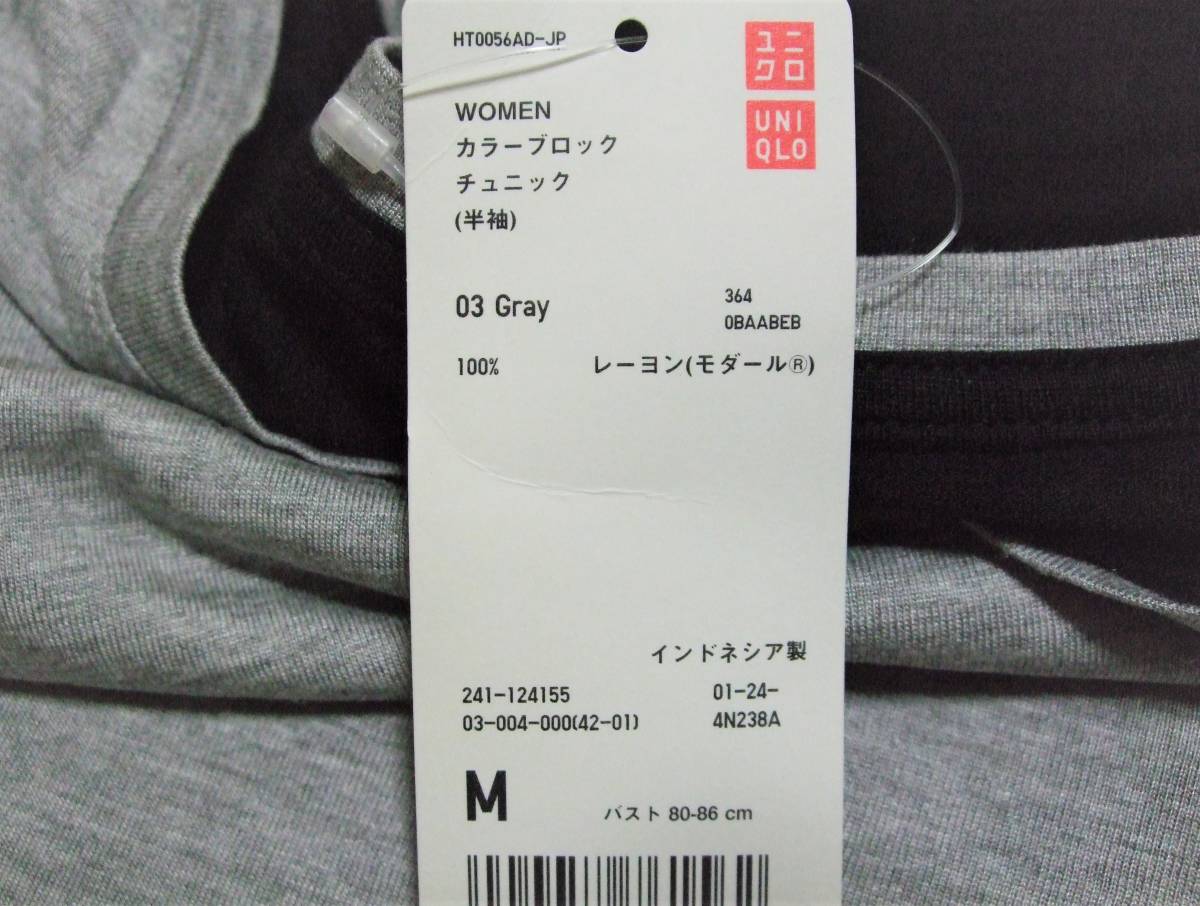 HT0056AD-JP
ユニ
クロ
UNI
QLO
WOMEN
カラーブロック
チュニック
(半袖)
03 Gray
364
0BAABEB
100% レーヨン(モダール®)
インドネシア製
241-124155
03-004-000(42-01)
01-24-
4N238A
M
バスト 80-86 cm